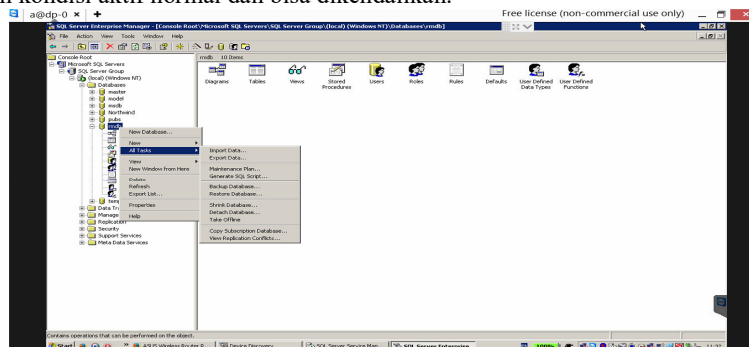 kondisi aktif normal dan bisa dikendalikan.
a@dp-0
Free license (non-commercial use only)
SQL Server Enterprise Manager - [Console Root\Microsoft SQL Servers\SQL Server Group\(local) (Windows NT)\Databases\rmdb]
File Action View Tools Window Help
Console Root
rmdb 10 Items
Microsoft SQL Servers
SQL Server Group
(local) (Windows NT)
Databases
master
model
msdb
Northwind
pubs
rmdb
Diagrams Tables Views Stored Procedures Users Roles Rules Defaults User Defined Data Types User Defined Functions
New Database...
New
All Tasks
View
New Window from Here
Delete
Refresh
Export List...
Properties
Help
Import Data...
Export Data...
Maintenance Plan...
Generate SQL Script...
Backup Database...
Restore Database...
Shrink Database...
Detach Database...
Take Offline
Copy Subscription Database...
View Replication Conflicts...
Data Tr
Manage
Replication
Security
Support Services
Meta Data Services
Contains operations that can be performed on the object.
Start
ASUS Wireless Router R...
Device Discovery
SQL Server Service Man...
SQL Server Enterprise...
100%
11:37